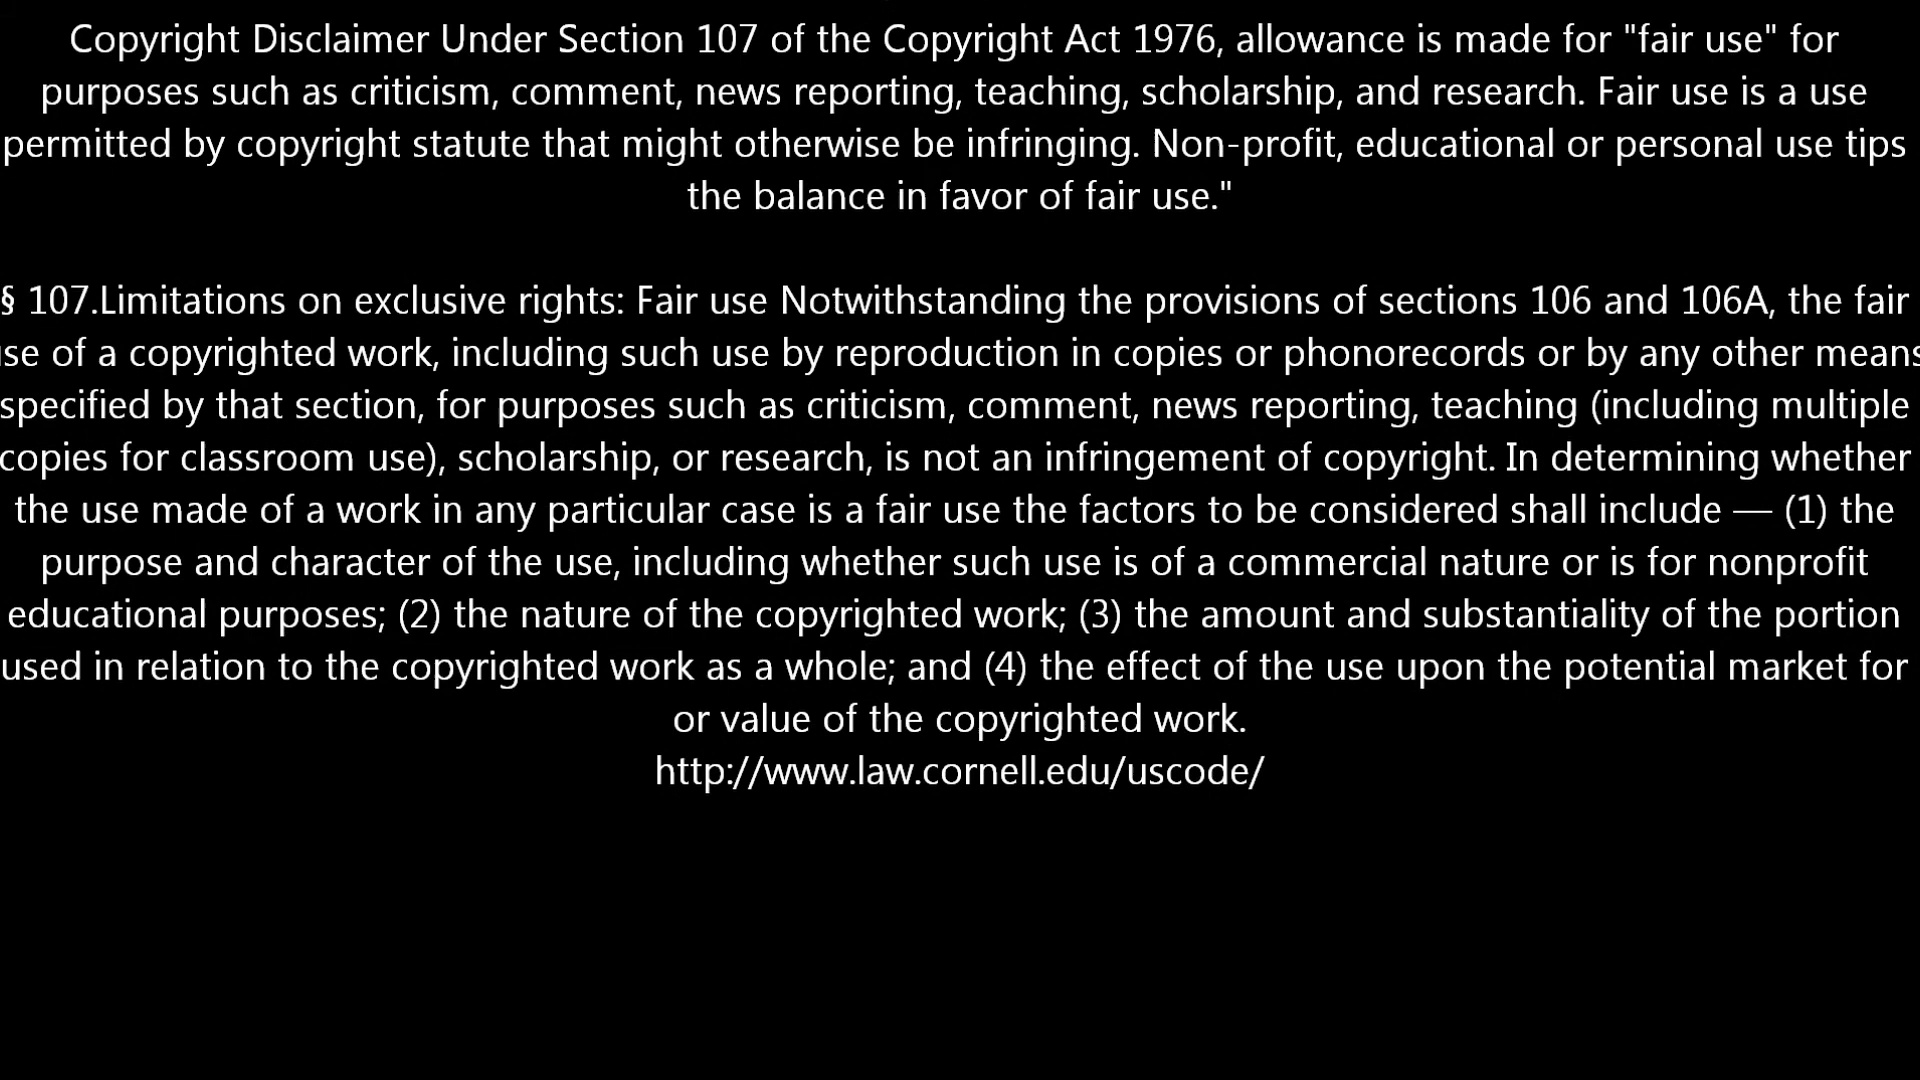 Copyright Disclaimer Under Section 107 of the Copyright Act 1976, allowance is made for "fair use" for
purposes such as criticism, comment, news reporting, teaching, scholarship, and research. Fair use is a use
permitted by copyright statute that might otherwise be infringing. Non-profit, educational or personal use tips
the balance in favor of fair use."
§ 107.Limitations on exclusive rights: Fair use Notwithstanding the provisions of sections 106 and 106A, the fair
use of a copyrighted work, including such use by reproduction in copies or phonorecords or by any other means
specified by that section, for purposes such as criticism, comment, news reporting, teaching (including multiple
copies for classroom use), scholarship, or research, is not an infringement of copyright. In determining whether
the use made of a work in any particular case is a fair use the factors to be considered shall include — (1) the
purpose and character of the use, including whether such use is of a commercial nature or is for nonprofit
educational purposes; (2) the nature of the copyrighted work; (3) the amount and substantiality of the portion
used in relation to the copyrighted work as a whole; and (4) the effect of the use upon the potential market for
or value of the copyrighted work.
http://www.law.cornell.edu/uscode/